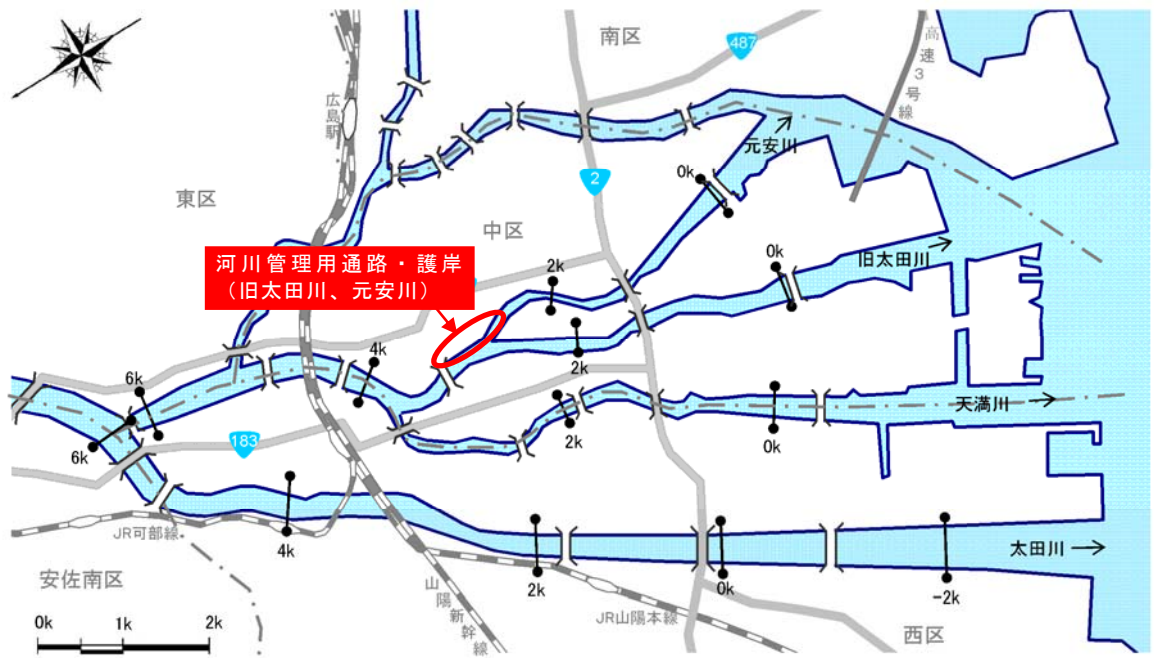 南区
487
高速3号線
広島駅
元安川
0k
2
東区
中区
河川管理用通路・護岸
（旧太田川、元安川）
2k
0k
旧太田川
4k
2k
6k
6k
183
2k
0k
天満川
JR可部線
4k
2k
0k
-2k
太田川
安佐南区
山陽新幹線
JR山陽本線
西区
0k 1k 2k